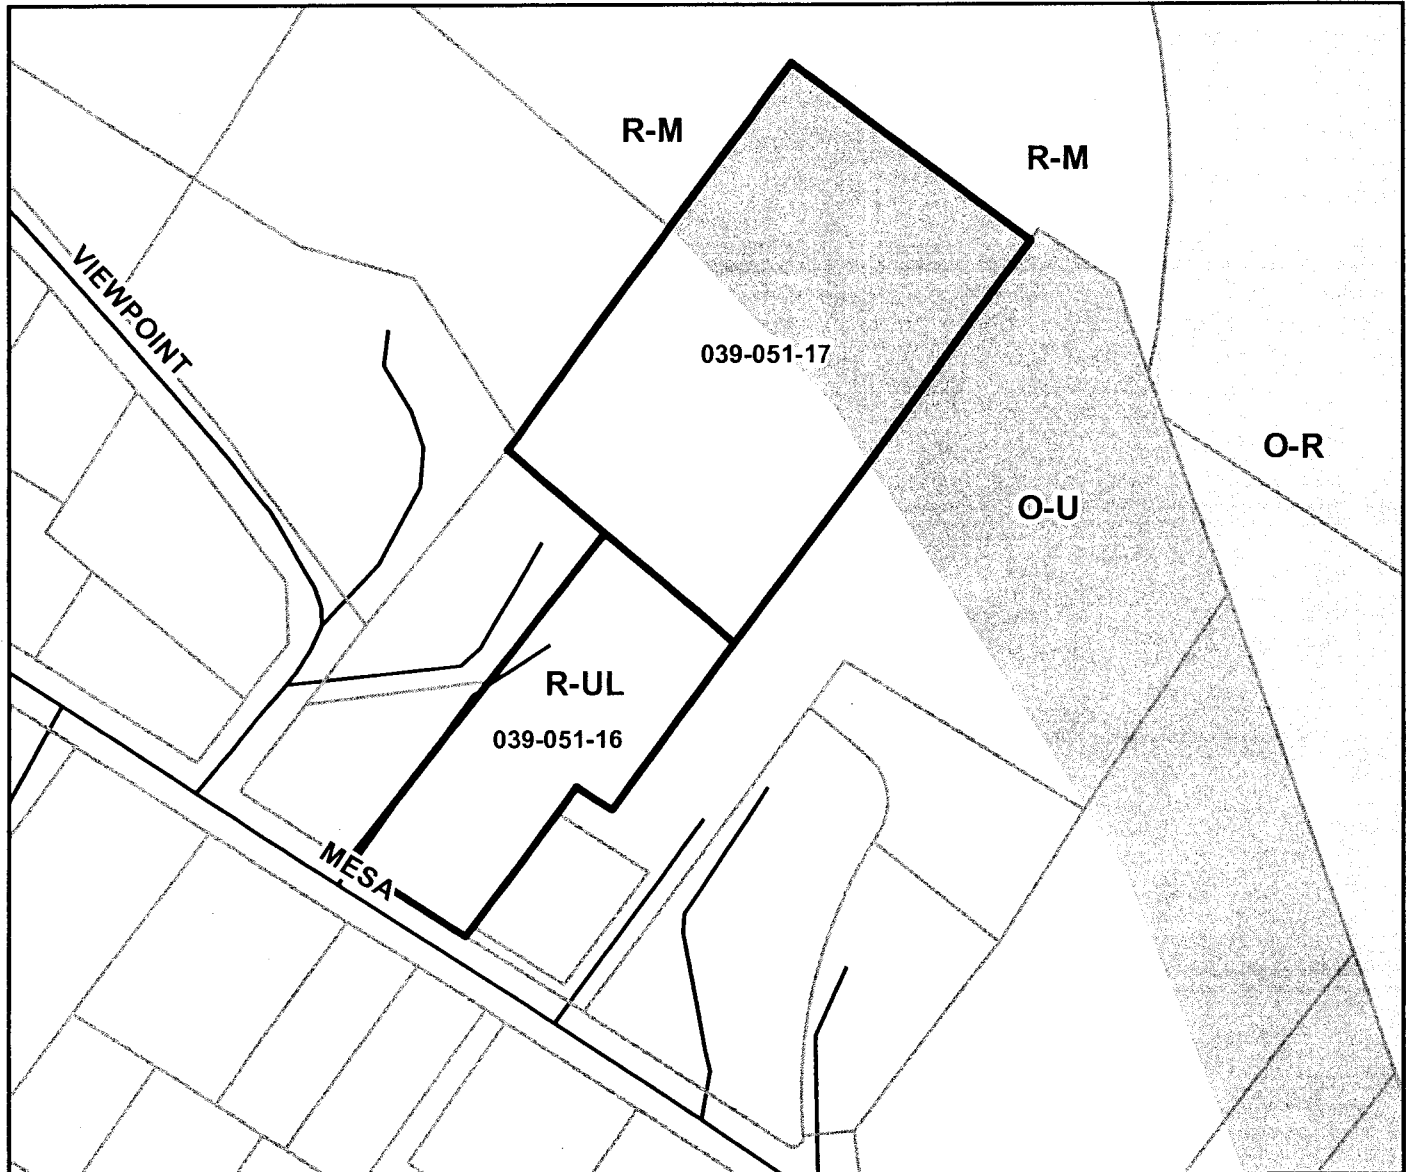 R-M
R-M
VIEWPOINT
039-051-17
O-R
O-U
R-UL
039-051-16
MESA